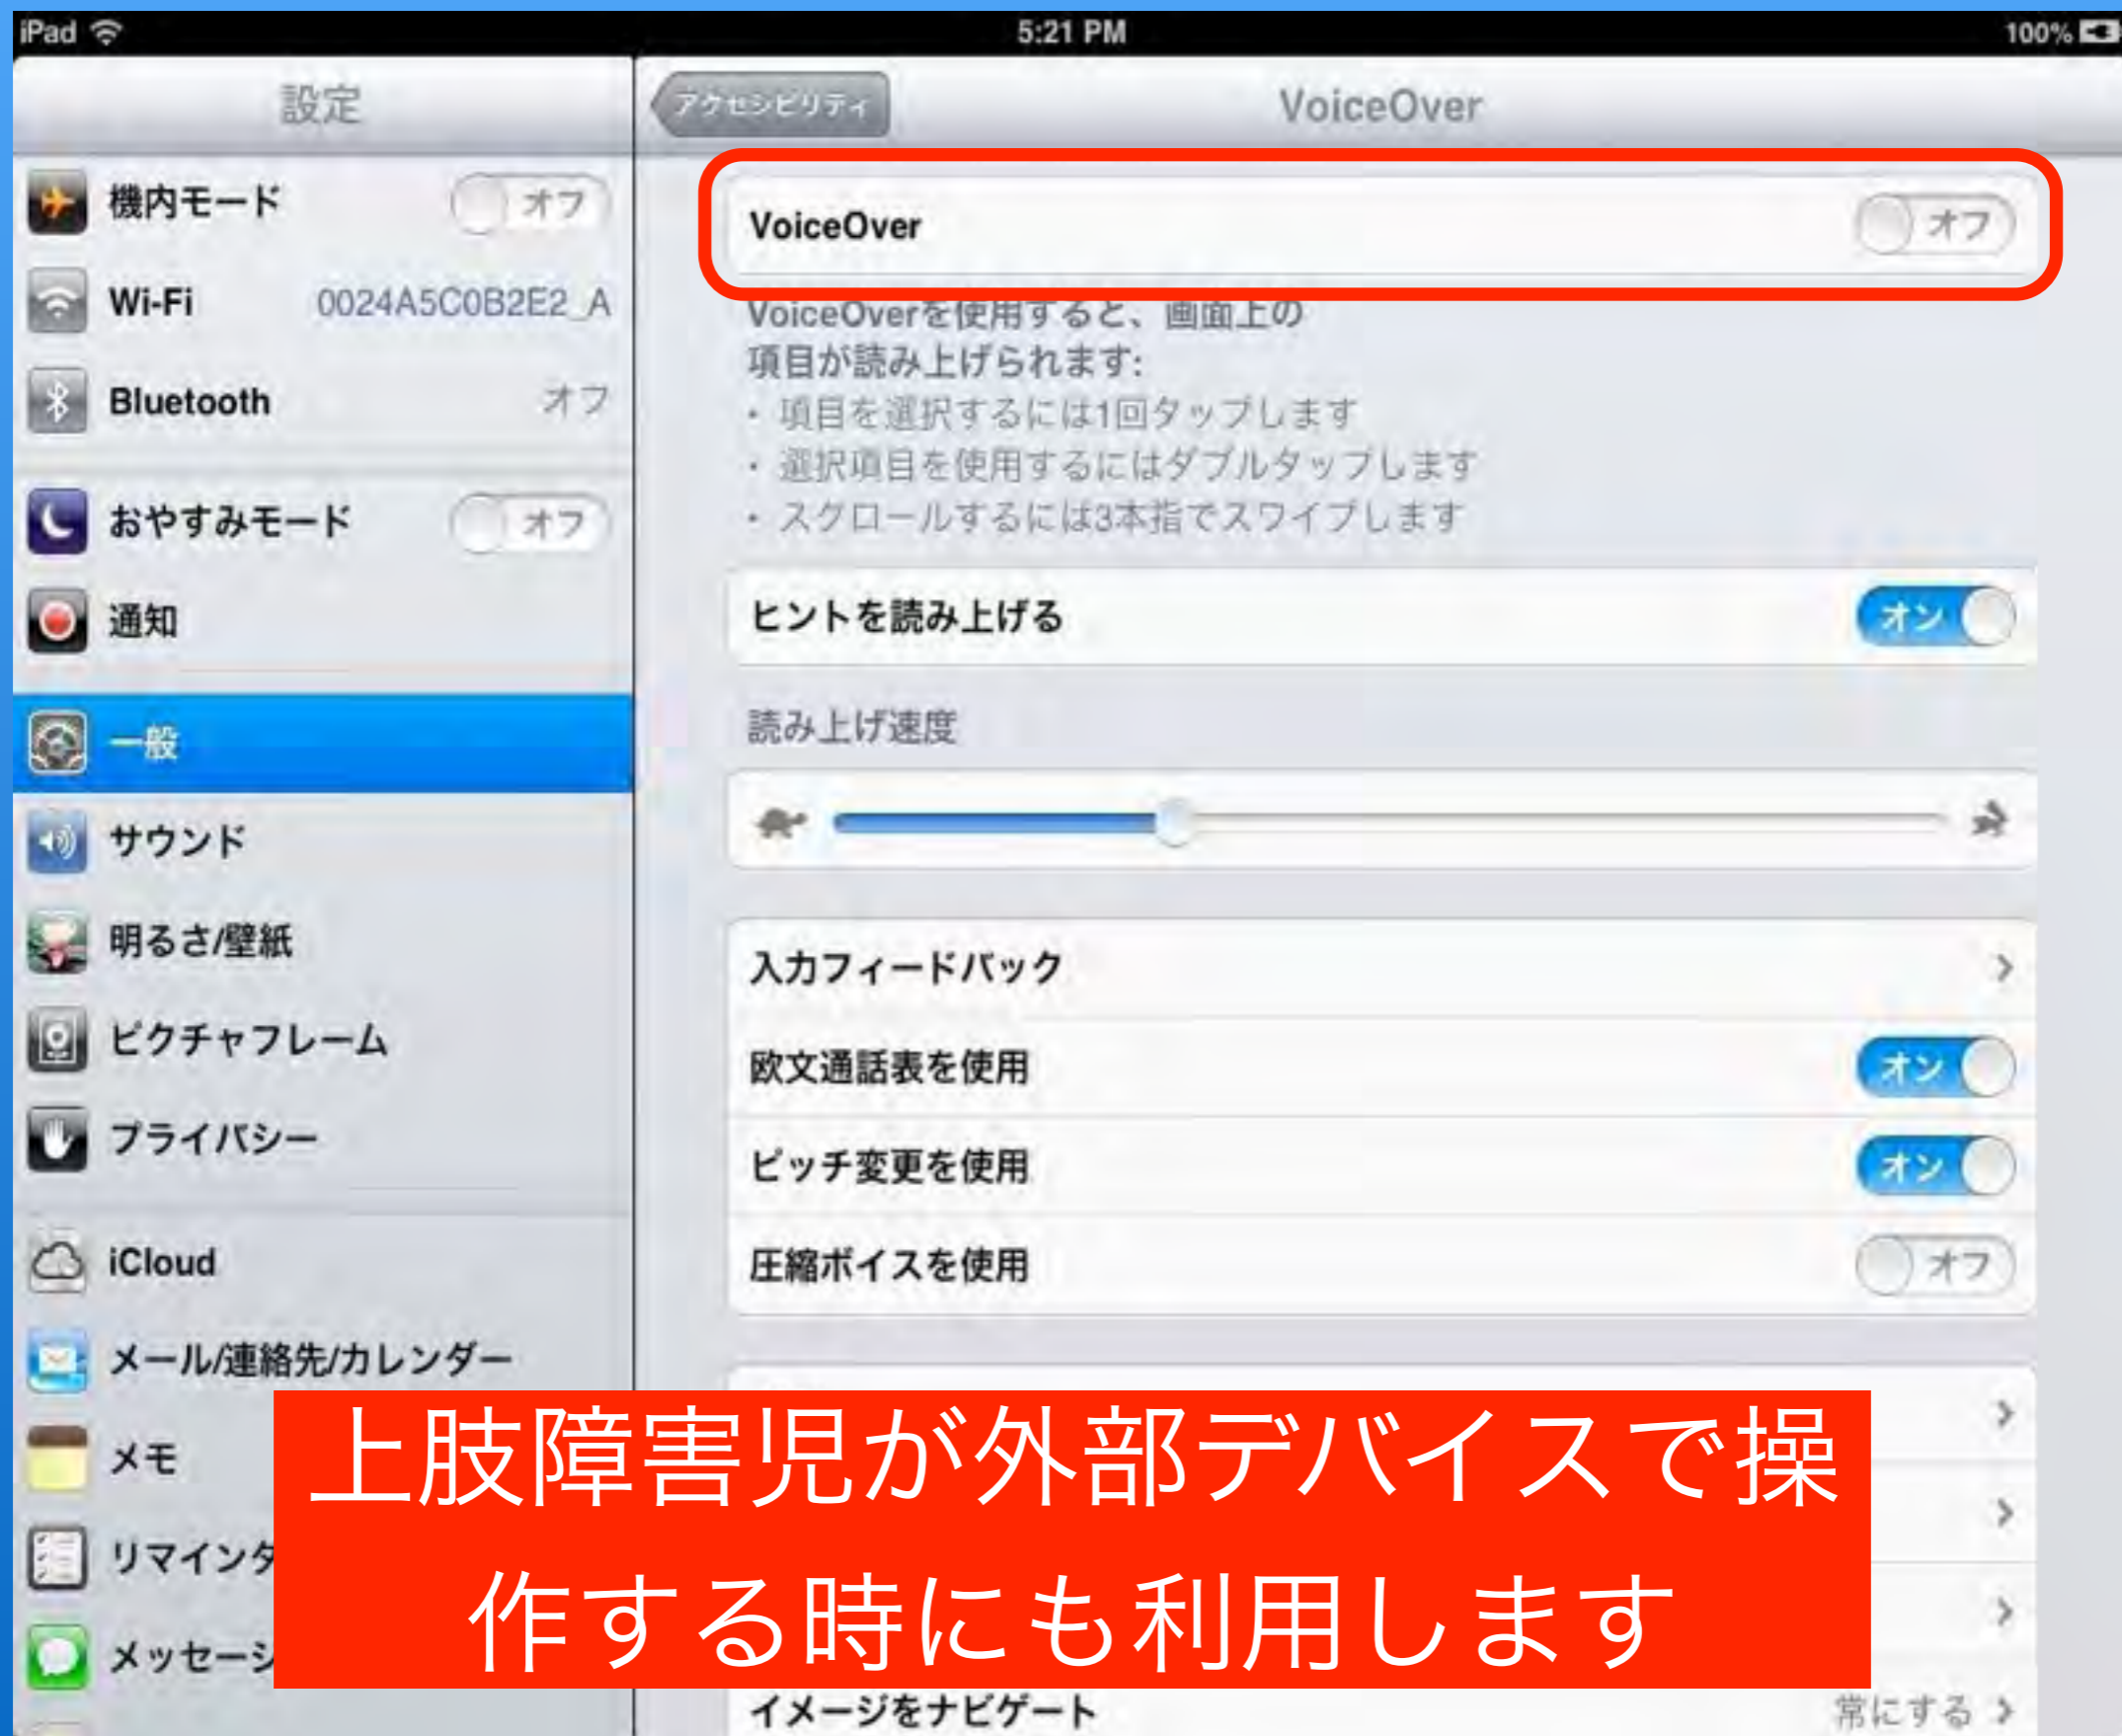 iPad
5:21 PM
100%
設定
機内モード
オフ
Wi-Fi
0024A5C0B2E2_A
Bluetooth
オフ
おやすみモード
オフ
通知
一般
サウンド
明るさ/壁紙
ピクチャフレーム
プライバシー
iCloud
メール/連絡先/カレンダー
メモ
リマインダ
メッセージ
アクセシビリティ
VoiceOver
VoiceOver
オフ
VoiceOverを使用すると、画面上の
項目が読み上げられます:
・項目を選択するには1回タップします
・選択項目を使用するにはダブルタップします
・スクロールするには3本指でスワイプします
ヒントを読み上げる
オン
読み上げ速度
入力フィードバック
欧文通話表を使用
オン
ピッチ変更を使用
オン
圧縮ボイスを使用
オフ
上肢障害児が外部デバイスで操
作する時にも利用します
イメージをナビゲート
常にする